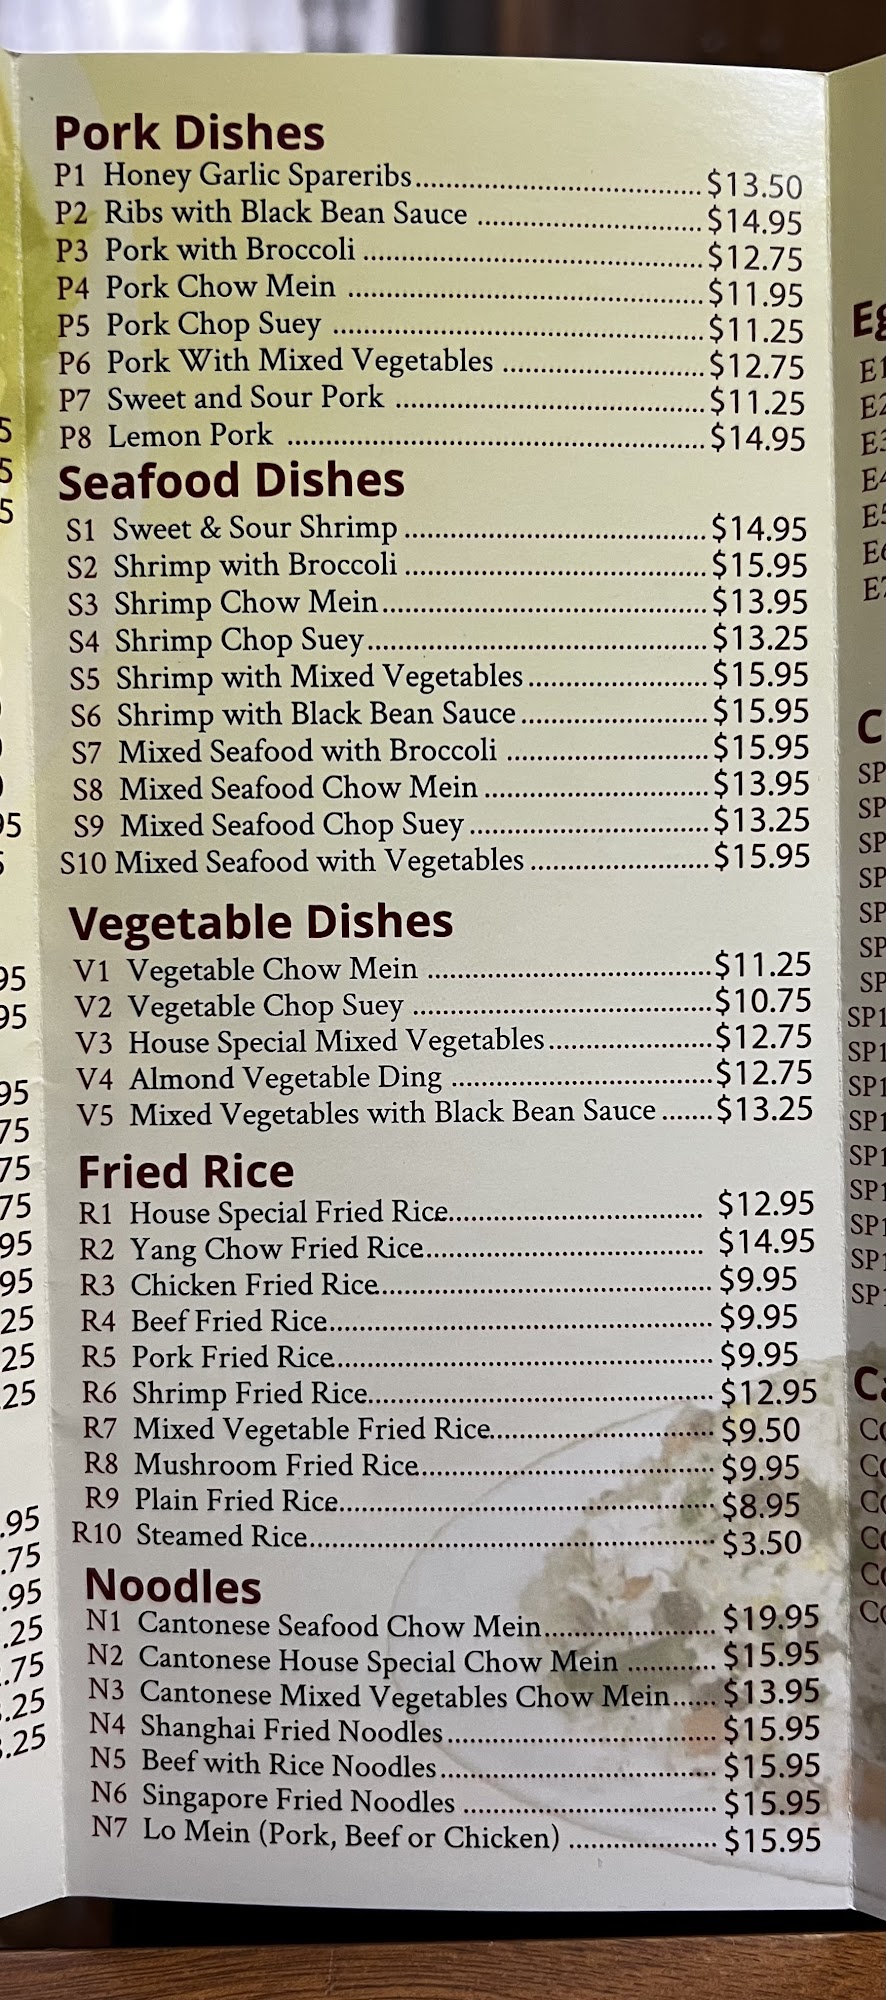 Pork Dishes
P1 Honey Garlic Spareribs....................................$13.50
P2 Ribs with Black Bean Sauce ............................$14.95
P3 Pork with Broccoli ..........................................$12.75
P4 Pork Chow Mein ............................................$11.95
P5 Pork Chop Suey ..............................................$11.25
P6 Pork With Mixed Vegetables ..........................$12.75
P7 Sweet and Sour Pork .......................................$11.25
P8 Lemon Pork .....................................................$14.95
Seafood Dishes
S1 Sweet & Sour Shrimp ......................................$14.95
S2 Shrimp with Broccoli ......................................$15.95
S3 Shrimp Chow Mein.........................................$13.95
S4 Shrimp Chop Suey...........................................$13.25
S5 Shrimp with Mixed Vegetables.......................$15.95
S6 Shrimp with Black Bean Sauce........................$15.95
S7 Mixed Seafood with Broccoli ..........................$15.95
S8 Mixed Seafood Chow Mein ............................$13.95
S9 Mixed Seafood Chop Suey ..............................$13.25
S10 Mixed Seafood with Vegetables .......................$15.95
Vegetable Dishes
V1 Vegetable Chow Mein ....................................$11.25
V2 Vegetable Chop Suey ......................................$10.75
V3 House Special Mixed Vegetables.....................$12.75
V4 Almond Vegetable Ding .................................$12.75
V5 Mixed Vegetables with Black Bean Sauce .......$13.25
Fried Rice
R1 House Special Fried Rice................................ $12.95
R2 Yang Chow Fried Rice................................... $14.95
R3 Chicken Fried Rice.......................................... $9.95
R4 Beef Fried Rice................................................ $9.95
R5 Pork Fried Rice................................................ $9.95
R6 Shrimp Fried Rice............................................ $12.95
R7 Mixed Vegetable Fried Rice............................ $9.50
R8 Mushroom Fried Rice..................................... $9.95
R9 Plain Fried Rice............................................... $8.95
R10 Steamed Rice................................................... $3.50
Noodles
N1 Cantonese Seafood Chow Mein...................... $19.95
N2 Cantonese House Special Chow Mein ........... $15.95
N3 Cantonese Mixed Vegetables Chow Mein...... $13.95
N4 Shanghai Fried Noodles.................................. $15.95
N5 Beef with Rice Noodles................................... $15.95
N6 Singapore Fried Noodles ................................ $15.95
N7 Lo Mein (Pork, Beef or Chicken) ................... $15.95